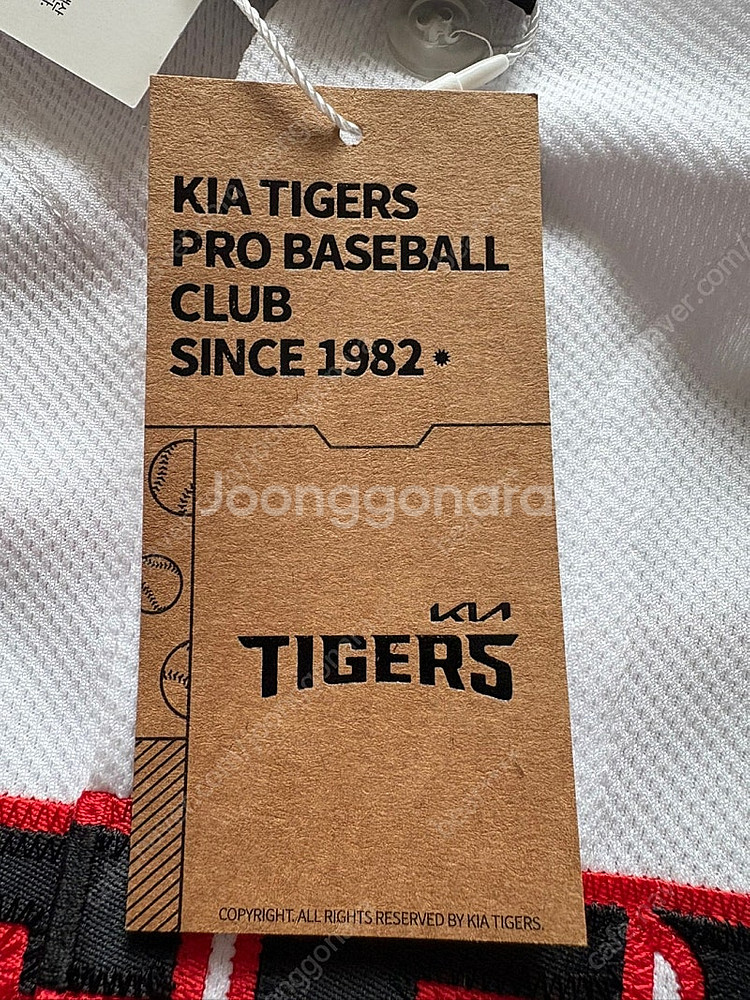 KIA TIGERS
PRO BASEBALL
CLUB
SINCE 1982
Joonggonara
KIA
TIGERS
COPYRIGHT. ALL RIGHTS RESERVED BY KIA TIGERS.